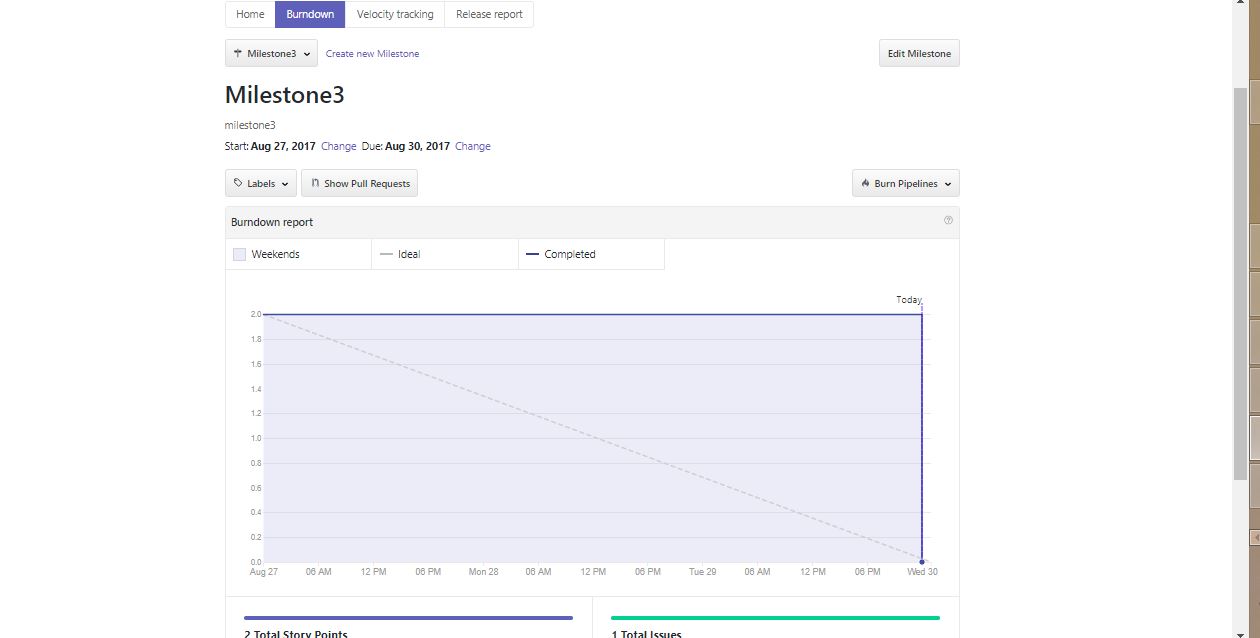 Home Burndown Velocity tracking Release report
Milestone3 Create new Milestone Edit Milestone
Milestone3
milestone3
Start: Aug 27, 2017 Change Due: Aug 30, 2017 Change
Labels Show Pull Requests Burn Pipelines
Burndown report
Weekends Ideal Completed
Today
2.0
1.8
1.6
1.4
1.2
1.0
0.8
0.6
0.4
0.2
0.0
Aug 27 06 AM 12 PM 06 PM Mon 28 06 AM 12 PM 06 PM Tue 29 06 AM 12 PM 06 PM Wed 30
2 Total Story Points 1 Total Issues